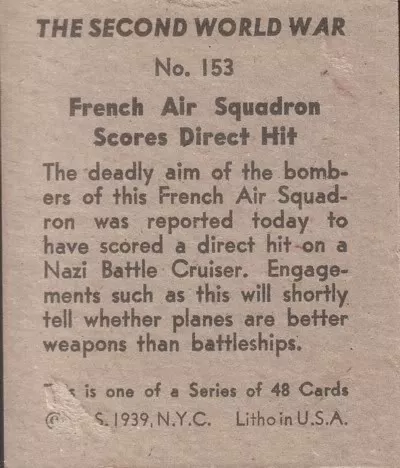 THE SECOND WORLD WAR
No. 153
French Air Squadron
Scores Direct Hit
The deadly aim of the bomb-
ers of this French Air Squad-
ron was reported today to
have scored a direct hit on a
Nazi Battle Cruiser. Engage-
ments such as this will shortly
tell whether planes are better
weapons than battleships.
is one of a Series of 48 Cards
S. 1939, N.Y.C. Litho in U.S.A.